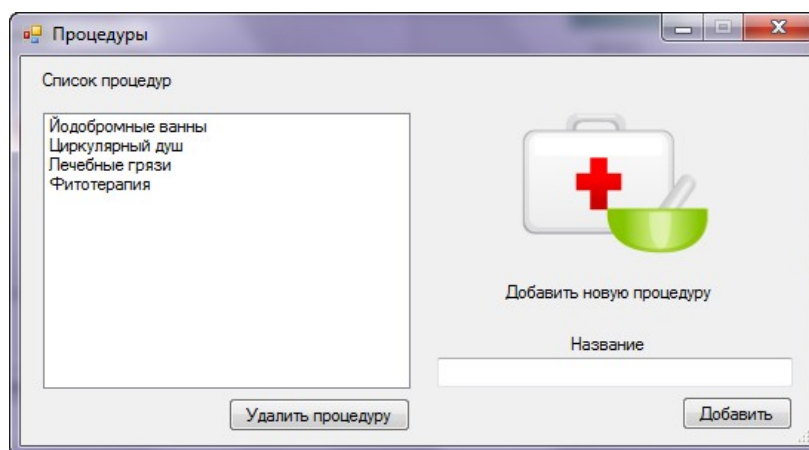 Процедуры
Список процедур
Йодобромные ванны
Циркулярный душ
Лечебные грязи
Фитотерапия
Добавить новую процедуру
Название
Удалить процедуру
Добавить